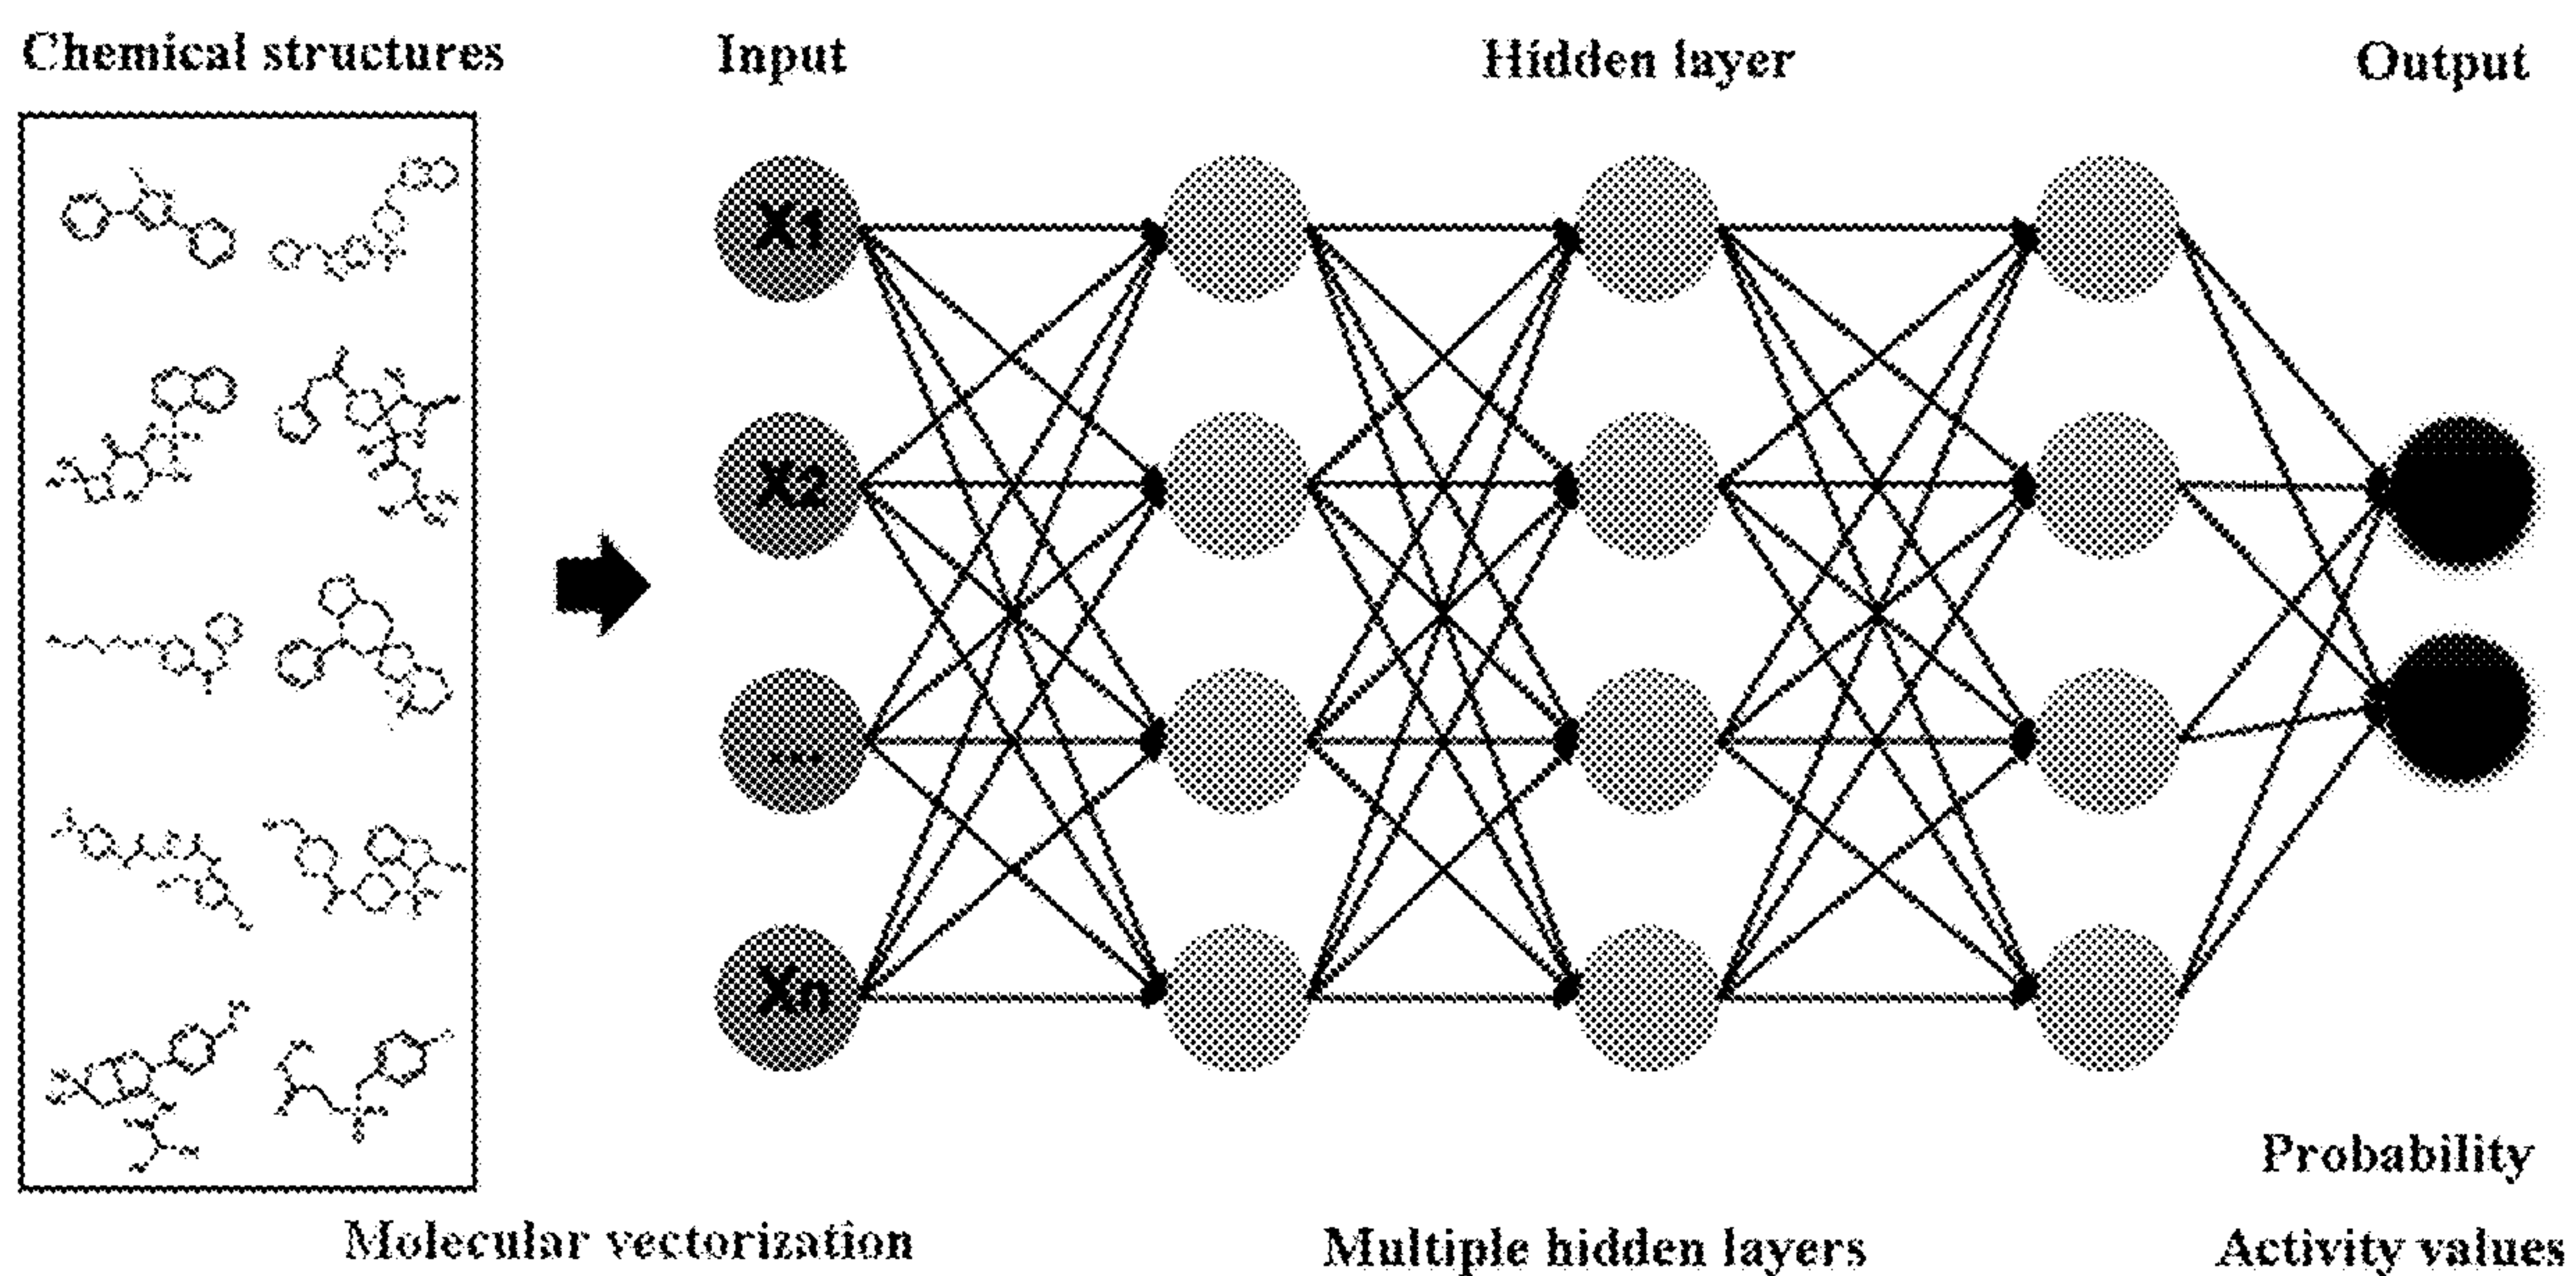 Chemical structures
Input
Hidden layer
Output
X1
X2
...
Xn
Probability
Molecular vectorization
Multiple hidden layers
Activity values